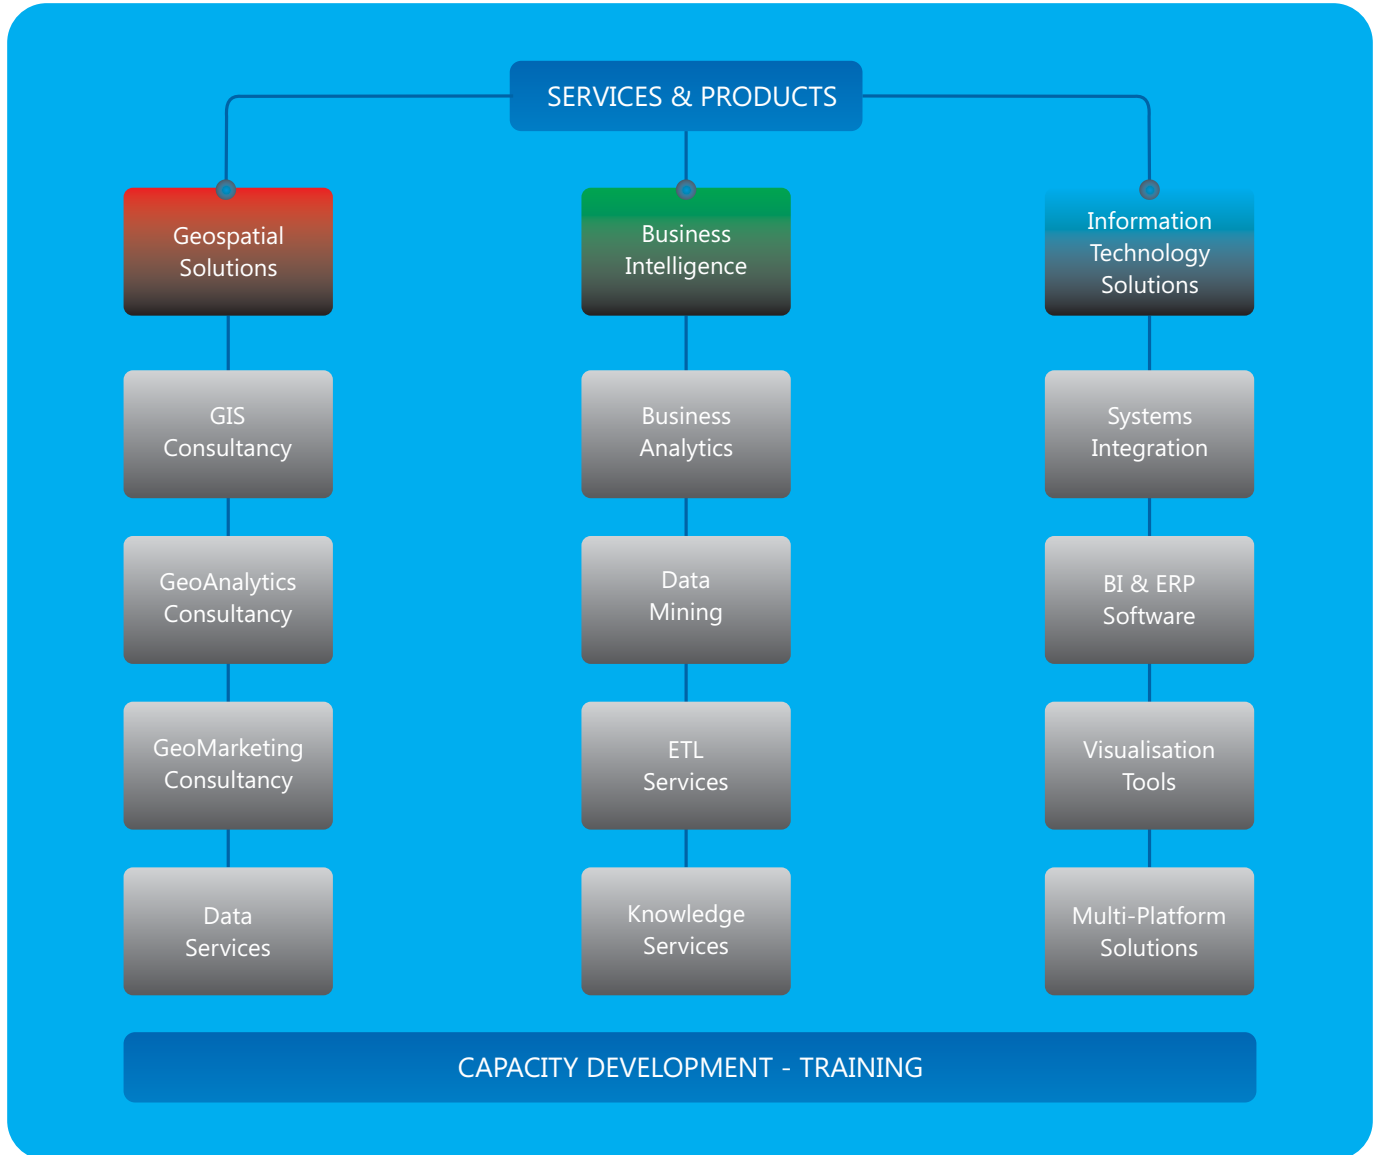 SERVICES & PRODUCTS
Geospatial
Solutions
Business
Intelligence
Information
Technology
Solutions
GIS
Consultancy
Business
Analytics
Systems
Integration
GeoAnalytics
Consultancy
Data
Mining
BI & ERP
Software
GeoMarketing
Consultancy
ETL
Services
Visualisation
Tools
Data
Services
Knowledge
Services
Multi-Platform
Solutions
CAPACITY DEVELOPMENT - TRAINING